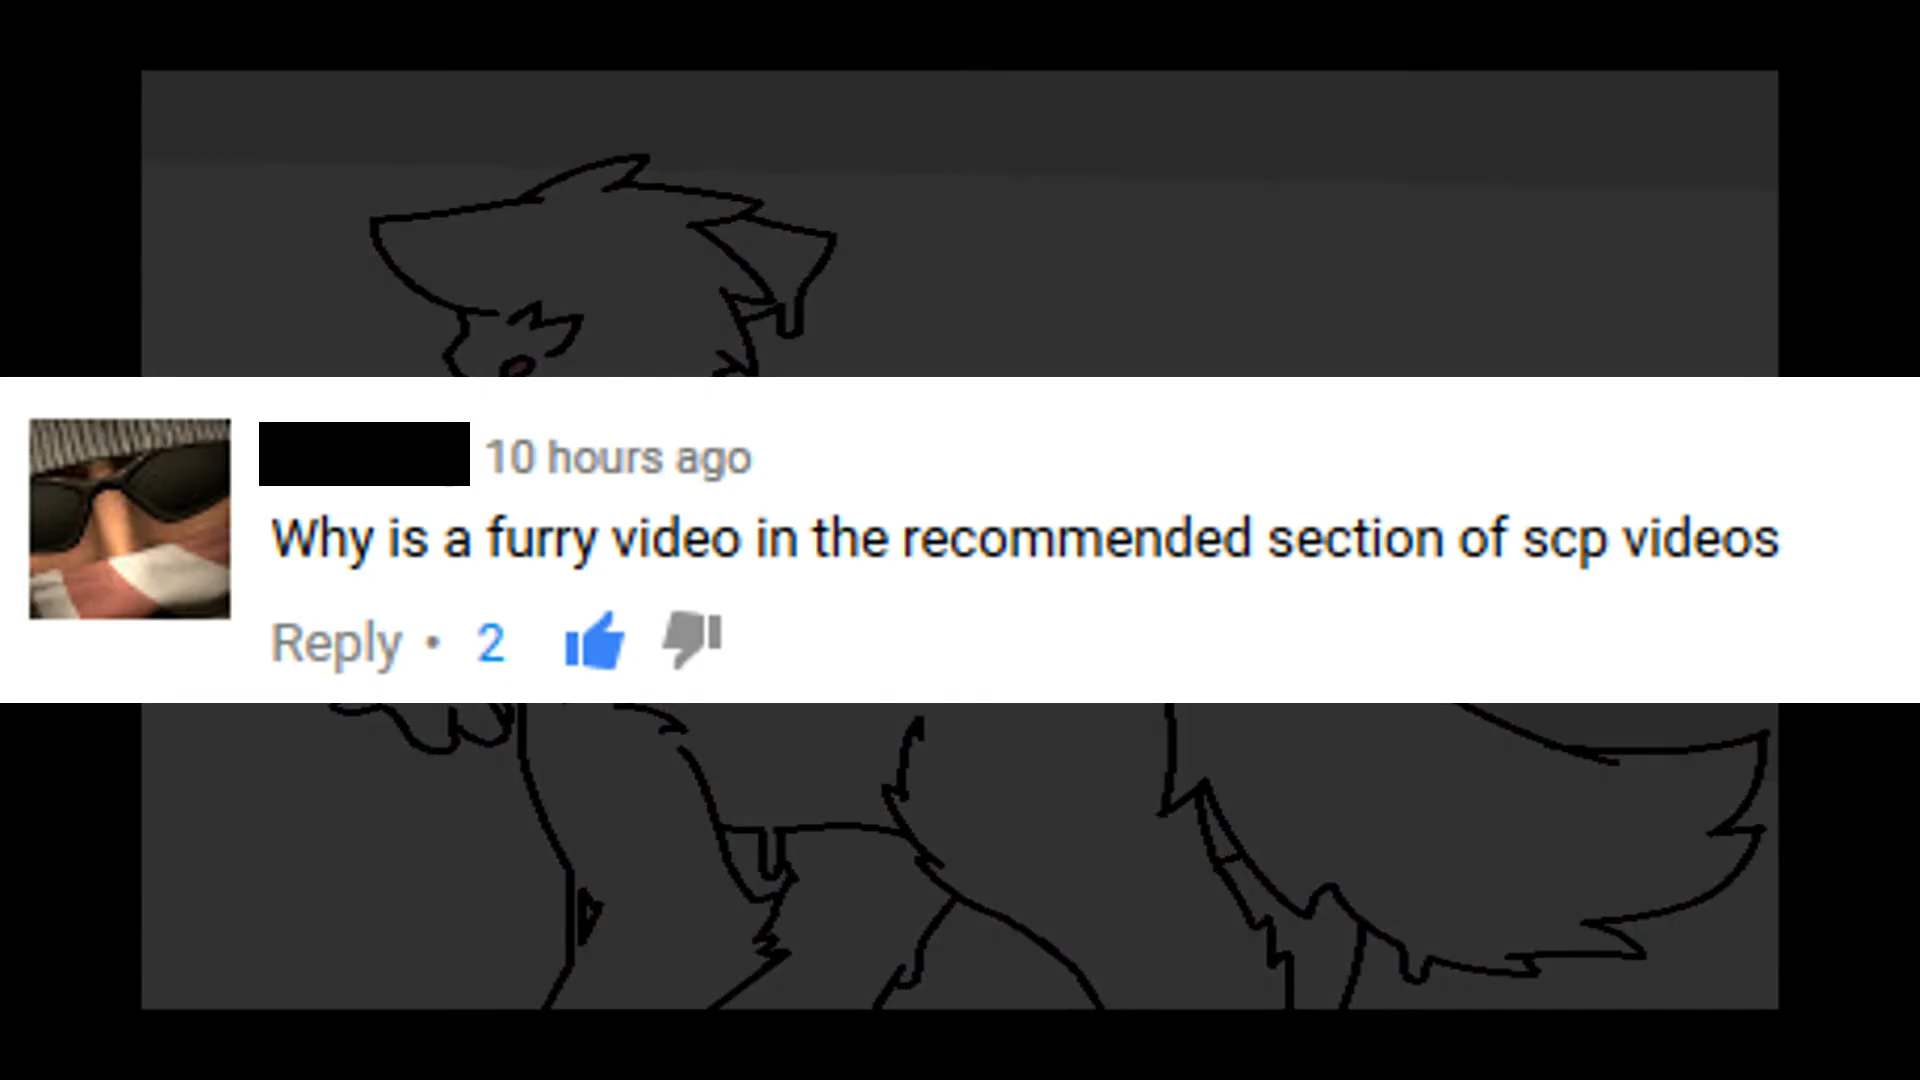 10 hours ago
Why is a furry video in the recommended section of scp videos
Reply • 2